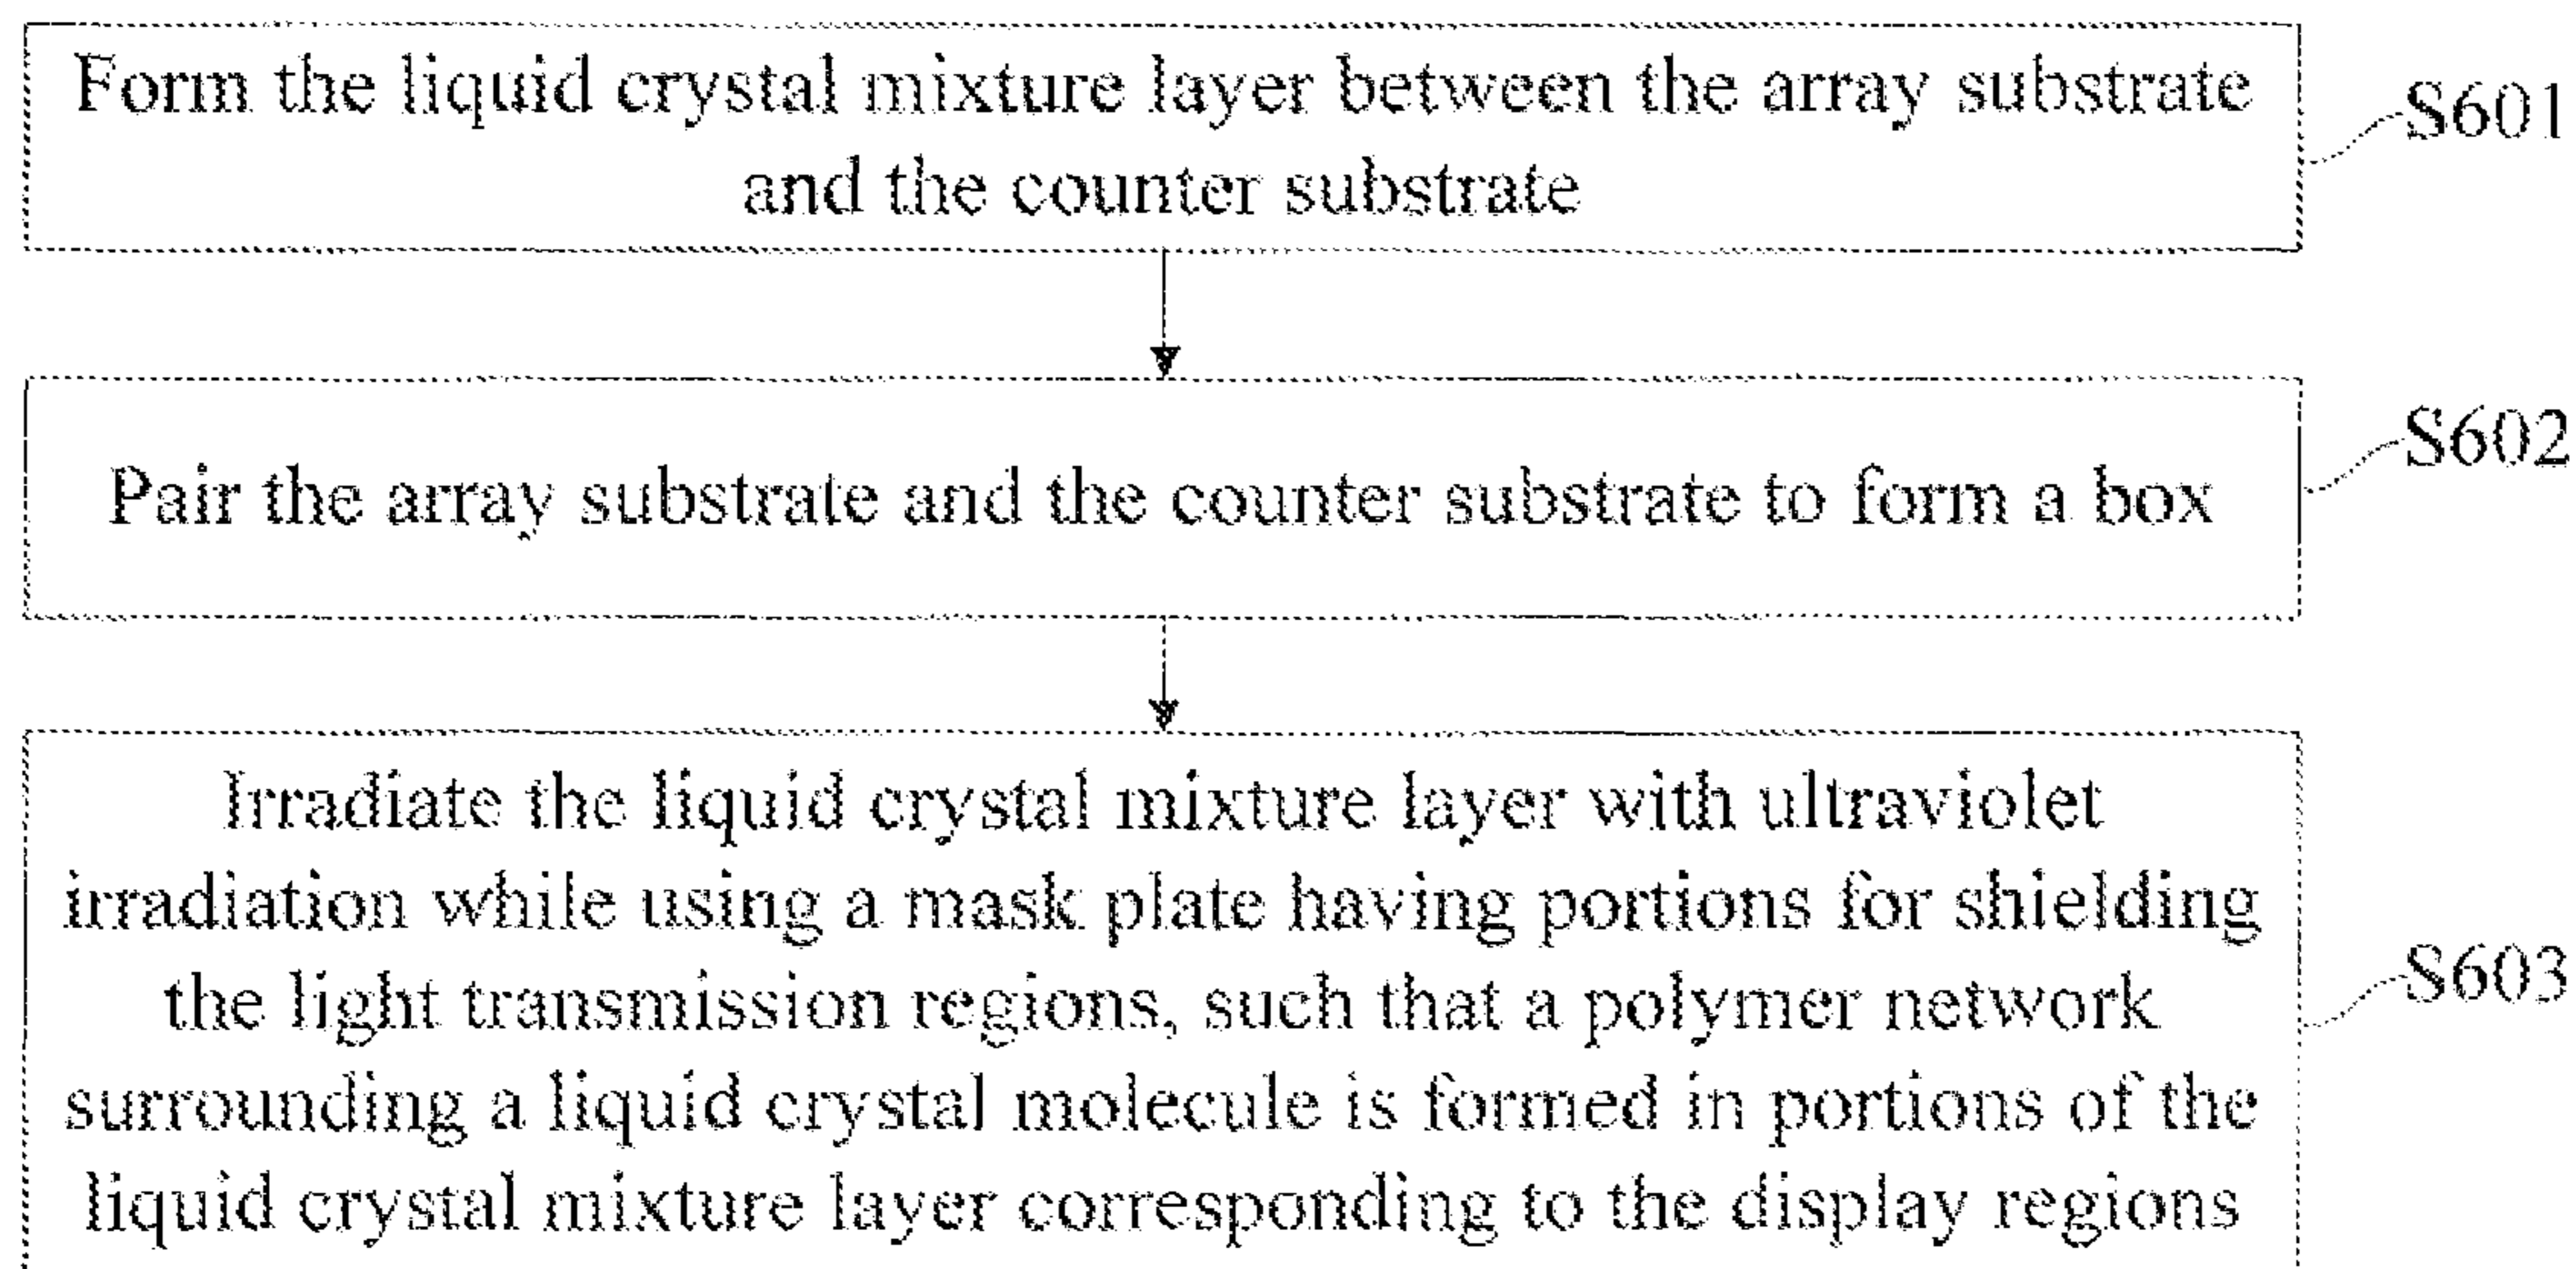 Form the liquid crystal mixture layer between the array substrate
and the counter substrate
S601
Pair the array substrate and the counter substrate to form a box
S602
Irradiate the liquid crystal mixture layer with ultraviolet
irradiation while using a mask plate having portions for shielding
the light transmission regions, such that a polymer network
surrounding a liquid crystal molecule is formed in portions of the
liquid crystal mixture layer corresponding to the display regions
S603